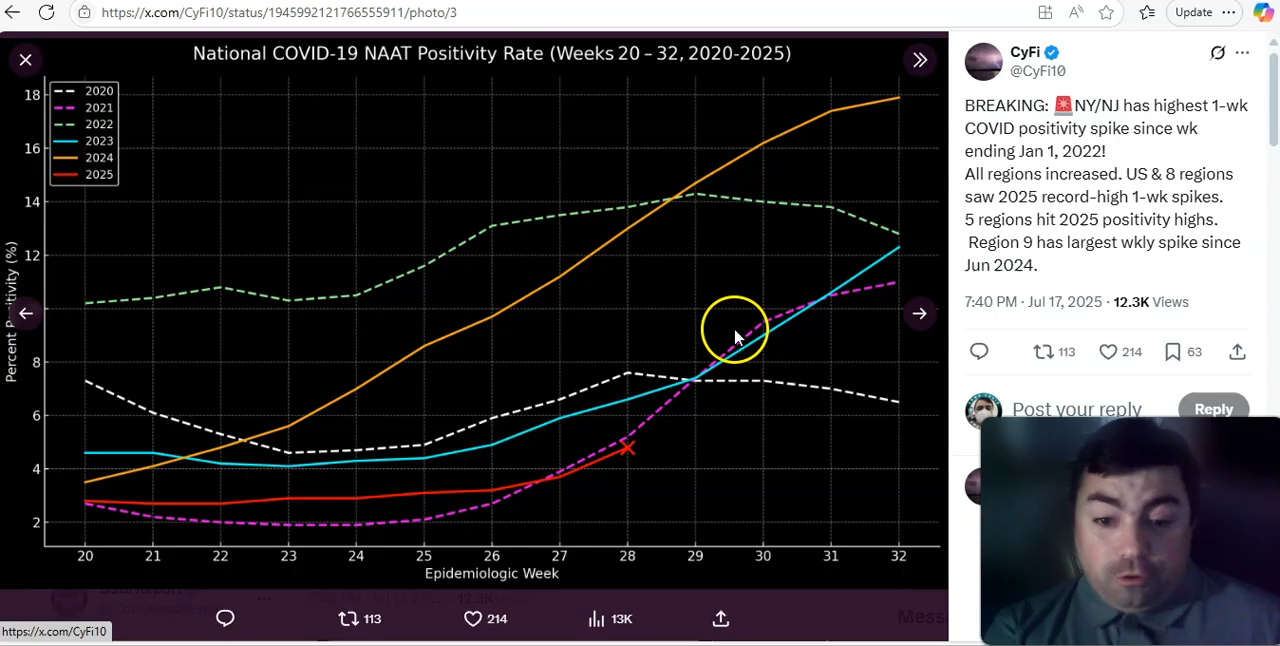 https://x.com/CyFi10/status/1945992121766555911/photo/3
Update
National COVID-19 NAAT Positivity Rate (Weeks 20 – 32, 2020-2025)
2020
2021
2022
2023
2024
2025
18
16
14
12
8
6
4
2
20 21 22 23 24 25 26 27 28 29 30 31 32
Epidemiologic Week
113
214
13K
https://x.com/CyFi10
CyFi
@CyFi10
BREAKING: 🚨NY/NJ has highest 1-wk
COVID positivity spike since wk
ending Jan 1, 2022!
All regions increased. US & 8 regions
saw 2025 record-high 1-wk spikes.
5 regions hit 2025 positivity highs.
Region 9 has largest wkly spike since
Jun 2024.
7:40 PM · Jul 17, 2025 · 12.3K Views
113
214
63
Post your reply
Reply